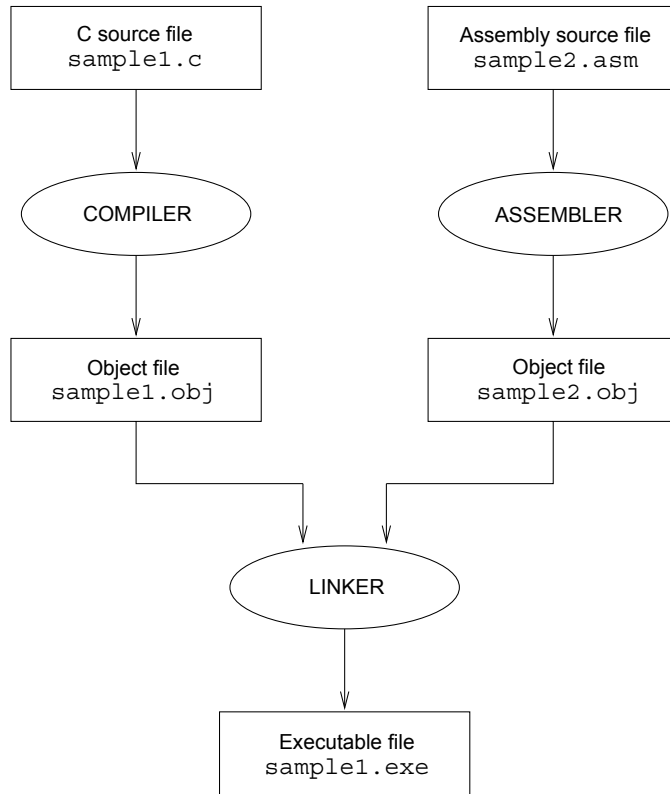 C source file
sample1.c
Assembly source file
sample2.asm
COMPILER
ASSEMBLER
Object file
sample1.obj
Object file
sample2.obj
LINKER
Executable file
sample1.exe